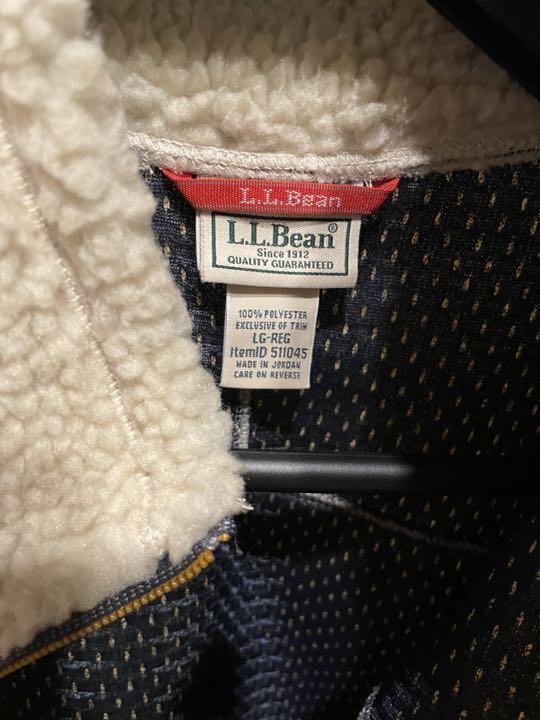 L.L.Bean
L.L.Bean®
Since 1912
QUALITY GUARANTEED
100% POLYESTER
EXCLUSIVE OF TRIM
LG-REG
ItemID 511045
MADE IN JORDAN
CARE ON REVERSE